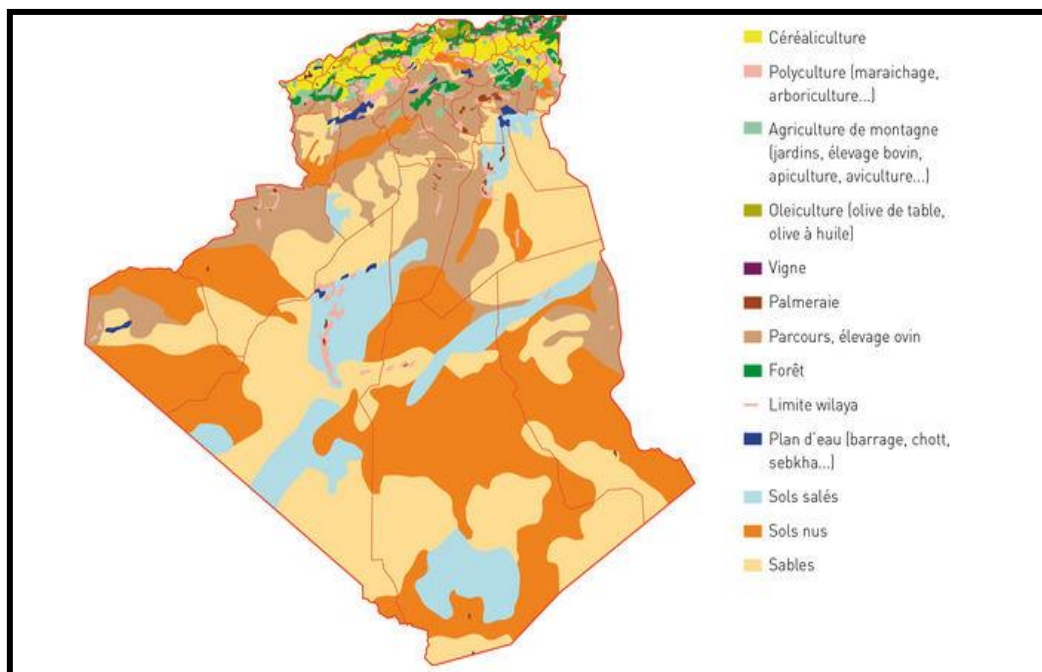 Céréaliculture
Polyculture (maraichage,
arboriculture...)
Agriculture de montagne
(jardins, élevage bovin,
apiculture, aviculture...)
Oleiculture (olive de table,
olive à huile)
Vigne
Palmeraie
Parcours, élevage ovin
Forêt
Limite wilaya
Plan d'eau (barrage, chott,
sebkha...)
Sols salés
Sols nus
Sables